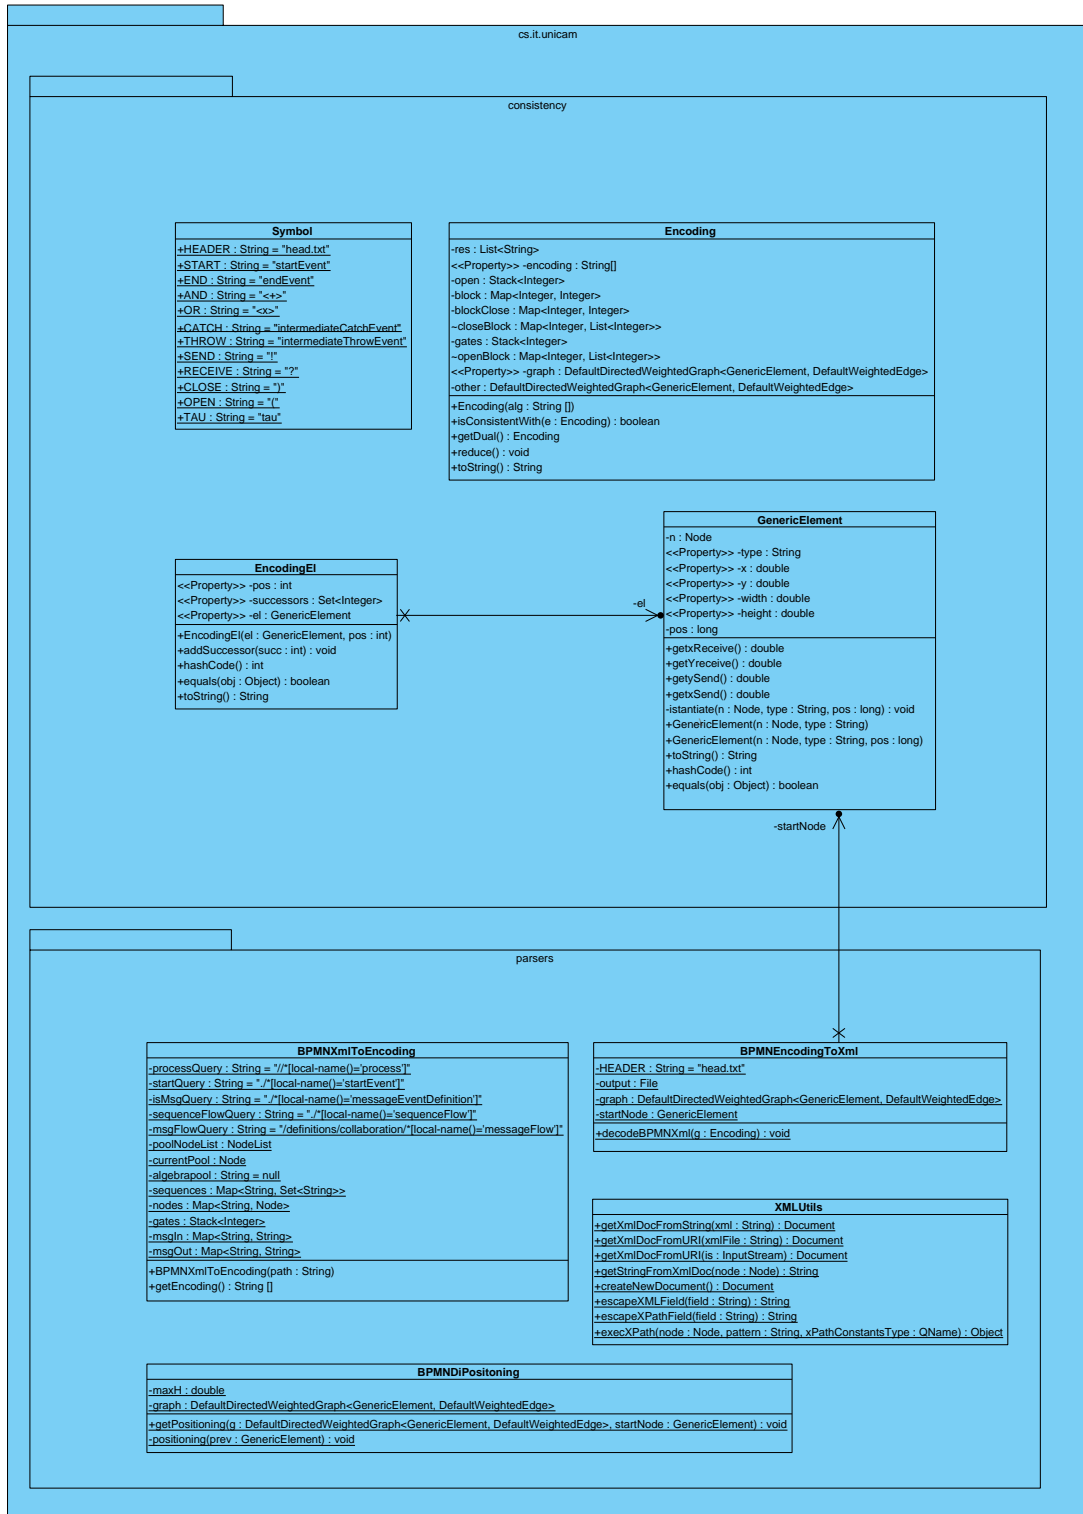 cs.it.unicam
consistency
Symbol
+HEADER : String = "head.txt"
+START : String = "startEvent"
+END : String = "endEvent"
+AND : String = "<+>"
+OR : String = "<x>"
+CATCH : String = "intermediateCatchEvent"
+THROW : String = "intermediateThrowEvent"
+SEND : String = "!"
+RECEIVE : String = "?"
+CLOSE : String = ")"
+OPEN : String = "("
+TAU : String = "tau"
Encoding
-res : List<String>
<<Property>> -encoding : String[]
-open : Stack<Integer>
-block : Map<Integer, Integer>
-blockClose : Map<Integer, Integer>
~closeBlock : Map<Integer, List<Integer>>
-gates : Stack<Integer>
~openBlock : Map<Integer, List<Integer>>
<<Property>> -graph : DefaultDirectedWeightedGraph<GenericElement, DefaultWeightedEdge>
-other : DefaultDirectedWeightedGraph<GenericElement, DefaultWeightedEdge>
+Encoding(alg : String [])
+isConsistentWith(e : Encoding) : boolean
+getDual() : Encoding
+reduce() : void
+toString() : String
EncodingEl
<<Property>> -pos : int
<<Property>> -successors : Set<Integer>
<<Property>> -el : GenericElement
+EncodingEl(el : GenericElement, pos : int)
+addSuccessor(succ : int) : void
+hashCode() : int
+equals(obj : Object) : boolean
+toString() : String
-el
GenericElement
-n : Node
<<Property>> -type : String
<<Property>> -x : double
<<Property>> -y : double
<<Property>> -width : double
<<Property>> -height : double
-pos : long
+getxReceive() : double
+getYreceive() : double
+getySend() : double
+getxSend() : double
-istantiate(n : Node, type : String, pos : long) : void
+GenericElement(n : Node, type : String)
+GenericElement(n : Node, type : String, pos : long)
+toString() : String
+hashCode() : int
+equals(obj : Object) : boolean
-startNode
parsers
BPMNXmlToEncoding
-processQuery : String = "//*[local-name()='process']"
-startQuery : String = "./*[local-name()='startEvent']"
-isMsgQuery : String = "./*[local-name()='messageEventDefinition']"
-sequenceFlowQuery : String = "./*[local-name()='sequenceFlow']"
-msgFlowQuery : String = "/definitions/collaboration/*[local-name()='messageFlow']"
-poolNodeList : NodeList
-currentPool : Node
-algebrapool : String = null
-sequences : Map<String, Set<String>>
-nodes : Map<String, Node>
-gates : Stack<Integer>
-msgIn : Map<String, String>
-msgOut : Map<String, String>
+BPMNXmlToEncoding(path : String)
+getEncoding() : String []
BPMNEncodingToXml
-HEADER : String = "head.txt"
-output : File
-graph : DefaultDirectedWeightedGraph<GenericElement, DefaultWeightedEdge>
-startNode : GenericElement
+decodeBPMNXml(g : Encoding) : void
XMLUtils
+getXmlDocFromString(xml : String) : Document
+getXmlDocFromURI(xmlFile : String) : Document
+getXmlDocFromURI(is : InputStream) : Document
+getStringFromXmlDoc(node : Node) : String
+createNewDocument() : Document
+escapeXMLField(field : String) : String
+escapeXPathField(field : String) : String
+execXPath(node : Node, pattern : String, xPathConstantsType : QName) : Object
BPMNDiPositoning
-maxH : double
-graph : DefaultDirectedWeightedGraph<GenericElement, DefaultWeightedEdge>
+getPositioning(g : DefaultDirectedWeightedGraph<GenericElement, DefaultWeightedEdge>, startNode : GenericElement) : void
-positioning(prev : GenericElement) : void